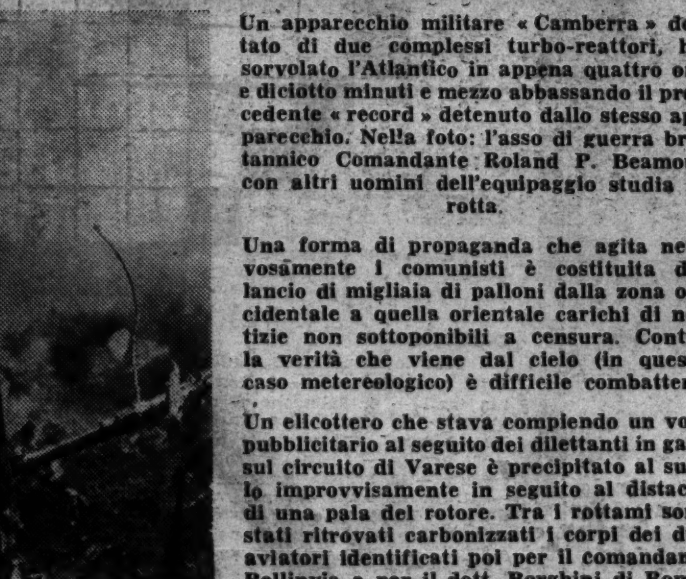 Un apparecchio militare « Camberra » do
tato di due complessi turbo-reattori, h
sorvolato l'Atlantico in appena quattro o
e diciotto minuti e mezzo abbassando il pre
cedente « record » detenuto dallo stesso ap
parecchio. Nella foto: l'asso di guerra bri
tannico Comandante Roland P. Beamo
con altri uomini dell'equipaggio studia
rotta.
Una forma di propaganda che agita ner
vosamente i comunisti è costituita d
lancio di migliaia di palloni dalla zona oc
cidentale a quella orientale carichi di n
tizie non sottoponibili a censura. Cont
la verità che viene dal cielo (in ques
caso metereologico) è difficile combatter
Un elicottero che stava compiendo un vo
pubblicitario al seguito dei dilettanti in ga
sul circuito di Varese è precipitato al su
lo improvvisamente in seguito al distac
di una pala del rotore. Tra i rottami so
stati ritrovati carbonizzati i corpi dei d
aviatori identificati poi per il comandan